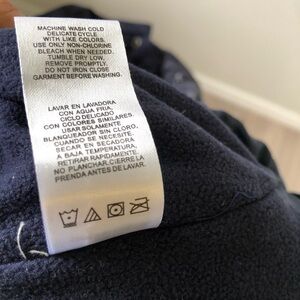 MACHINE WASH COLD
DELICATE CYCLE
WITH LIKE COLORS.
USE ONLY NON-CHLORINE
BLEACH WHEN NEEDED.
TUMBLE DRY LOW,
REMOVE PROMPTLY.
DO NOT IRON CLOSE
GARMENT BEFORE WASHING.
LAVAR EN LAVADORA
CON AGUA FRIA,
CICLO DELICADO
CON COLORES SIMILARES.
USAR SOLAMENTE
BLANQUEADOR SIN CLORO,
CUANDO SE NECESITE.
SECAR EN SECADORA
A BAJA TEMPERATURA,
RETIRAR RAPIDAMENTE.
NO PLANCHAR. CIERRE LA
PRENDA ANTES DE LAVAR.